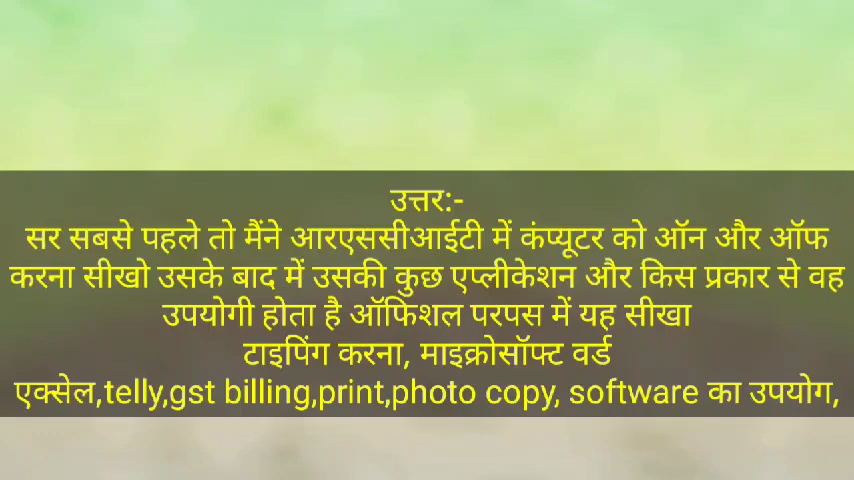 उत्तर:-
सर सबसे पहले तो मैंने आरएससीआईटी में कंप्यूटर को ऑन और ऑफ
करना सीखो उसके बाद में उसकी कुछ एप्लीकेशन और किस प्रकार से वह
उपयोगी होता है ऑफिशल परपस में यह सीखा
टाइपिंग करना, माइक्रोसॉफ्ट वर्ड
एक्सेल,telly,gst billing,print,photo copy, software का उपयोग,